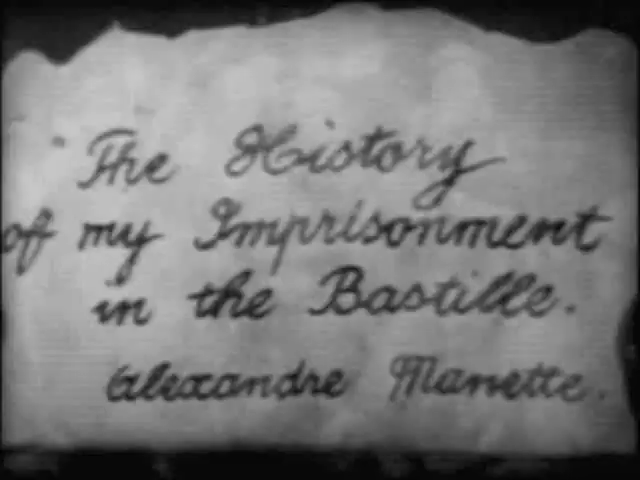 "The History
of my Imprisonment
in the Bastille.
Alexandre Manette.